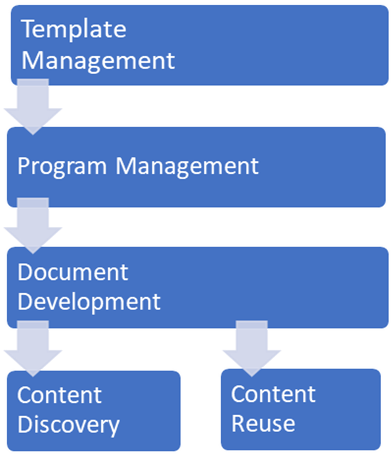 Template
Management
Program Management
Document
Development
Content
Discovery
Content
Reuse